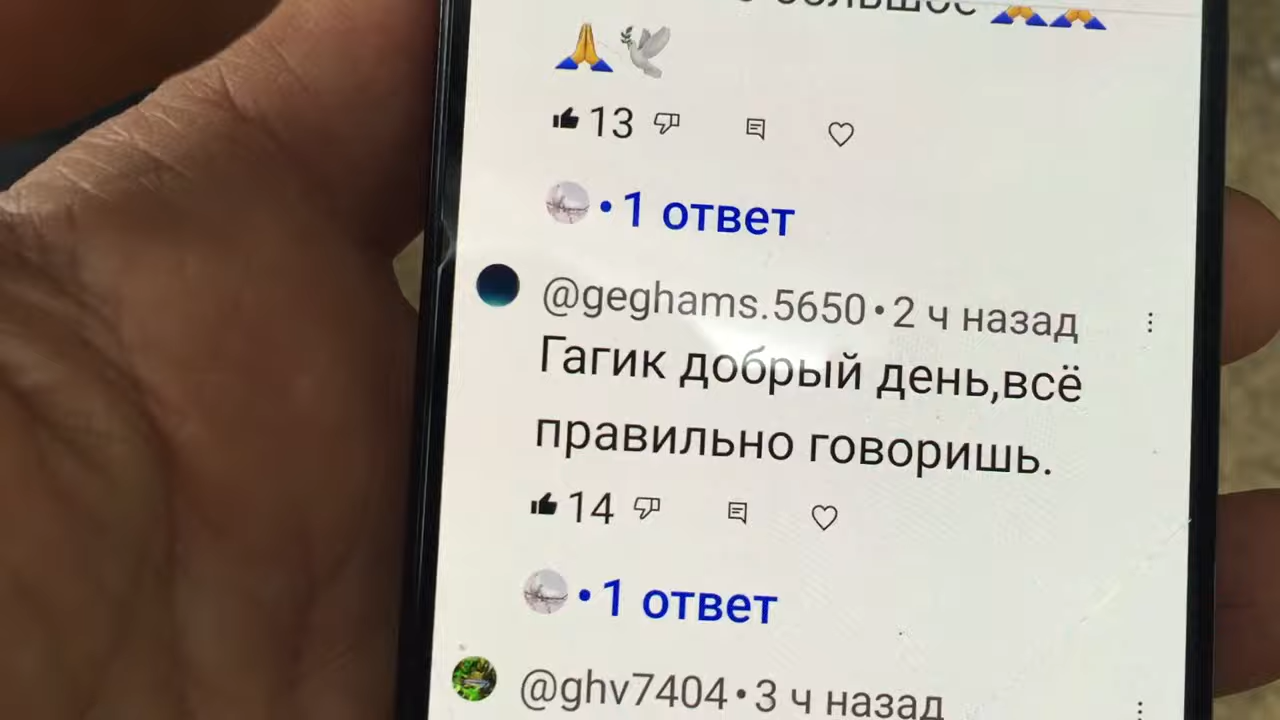 большое 🙏🙏
🙏🕊
13
• 1 ответ
@geghams.5650 • 2 ч назад
Гагик добрый день,всё
правильно говоришь.
14
• 1 ответ
@ghv7404 • 3 ч назад